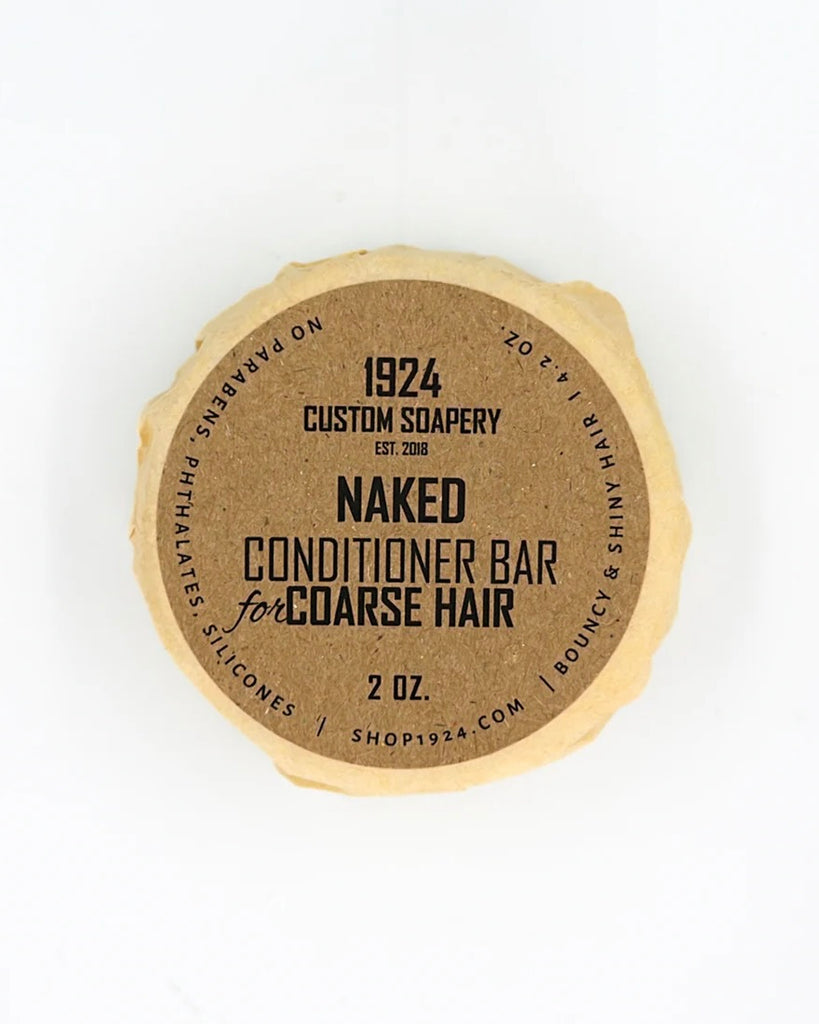 1924
CUSTOM SOAPERY
EST. 2018
NAKED
CONDITIONER BAR
for COARSE HAIR
2 OZ.
NO PARABENS, PHTHALATES, SILICONES | SHOP1924.COM | BOUNCY & SHINY HAIR | 4.2 OZ.